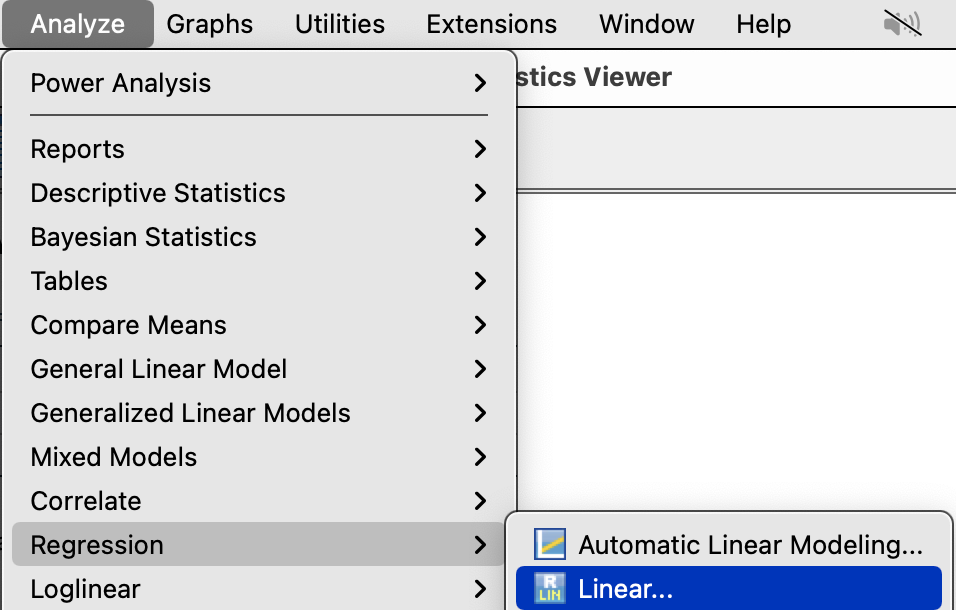 Analyze Graphs Utilities Extensions Window Help
Power Analysis
stics Viewer
Reports
Descriptive Statistics
Bayesian Statistics
Tables
Compare Means
General Linear Model
Generalized Linear Models
Mixed Models
Correlate
Regression
Automatic Linear Modeling...
Loglinear
R
LIN
Linear...